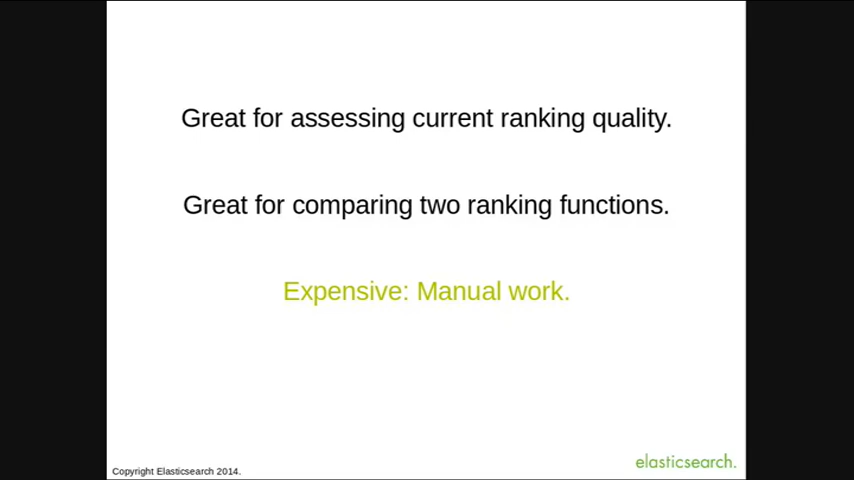 Great for assessing current ranking quality.
Great for comparing two ranking functions.
Expensive: Manual work.
Copyright Elasticsearch 2014.
elasticsearch.